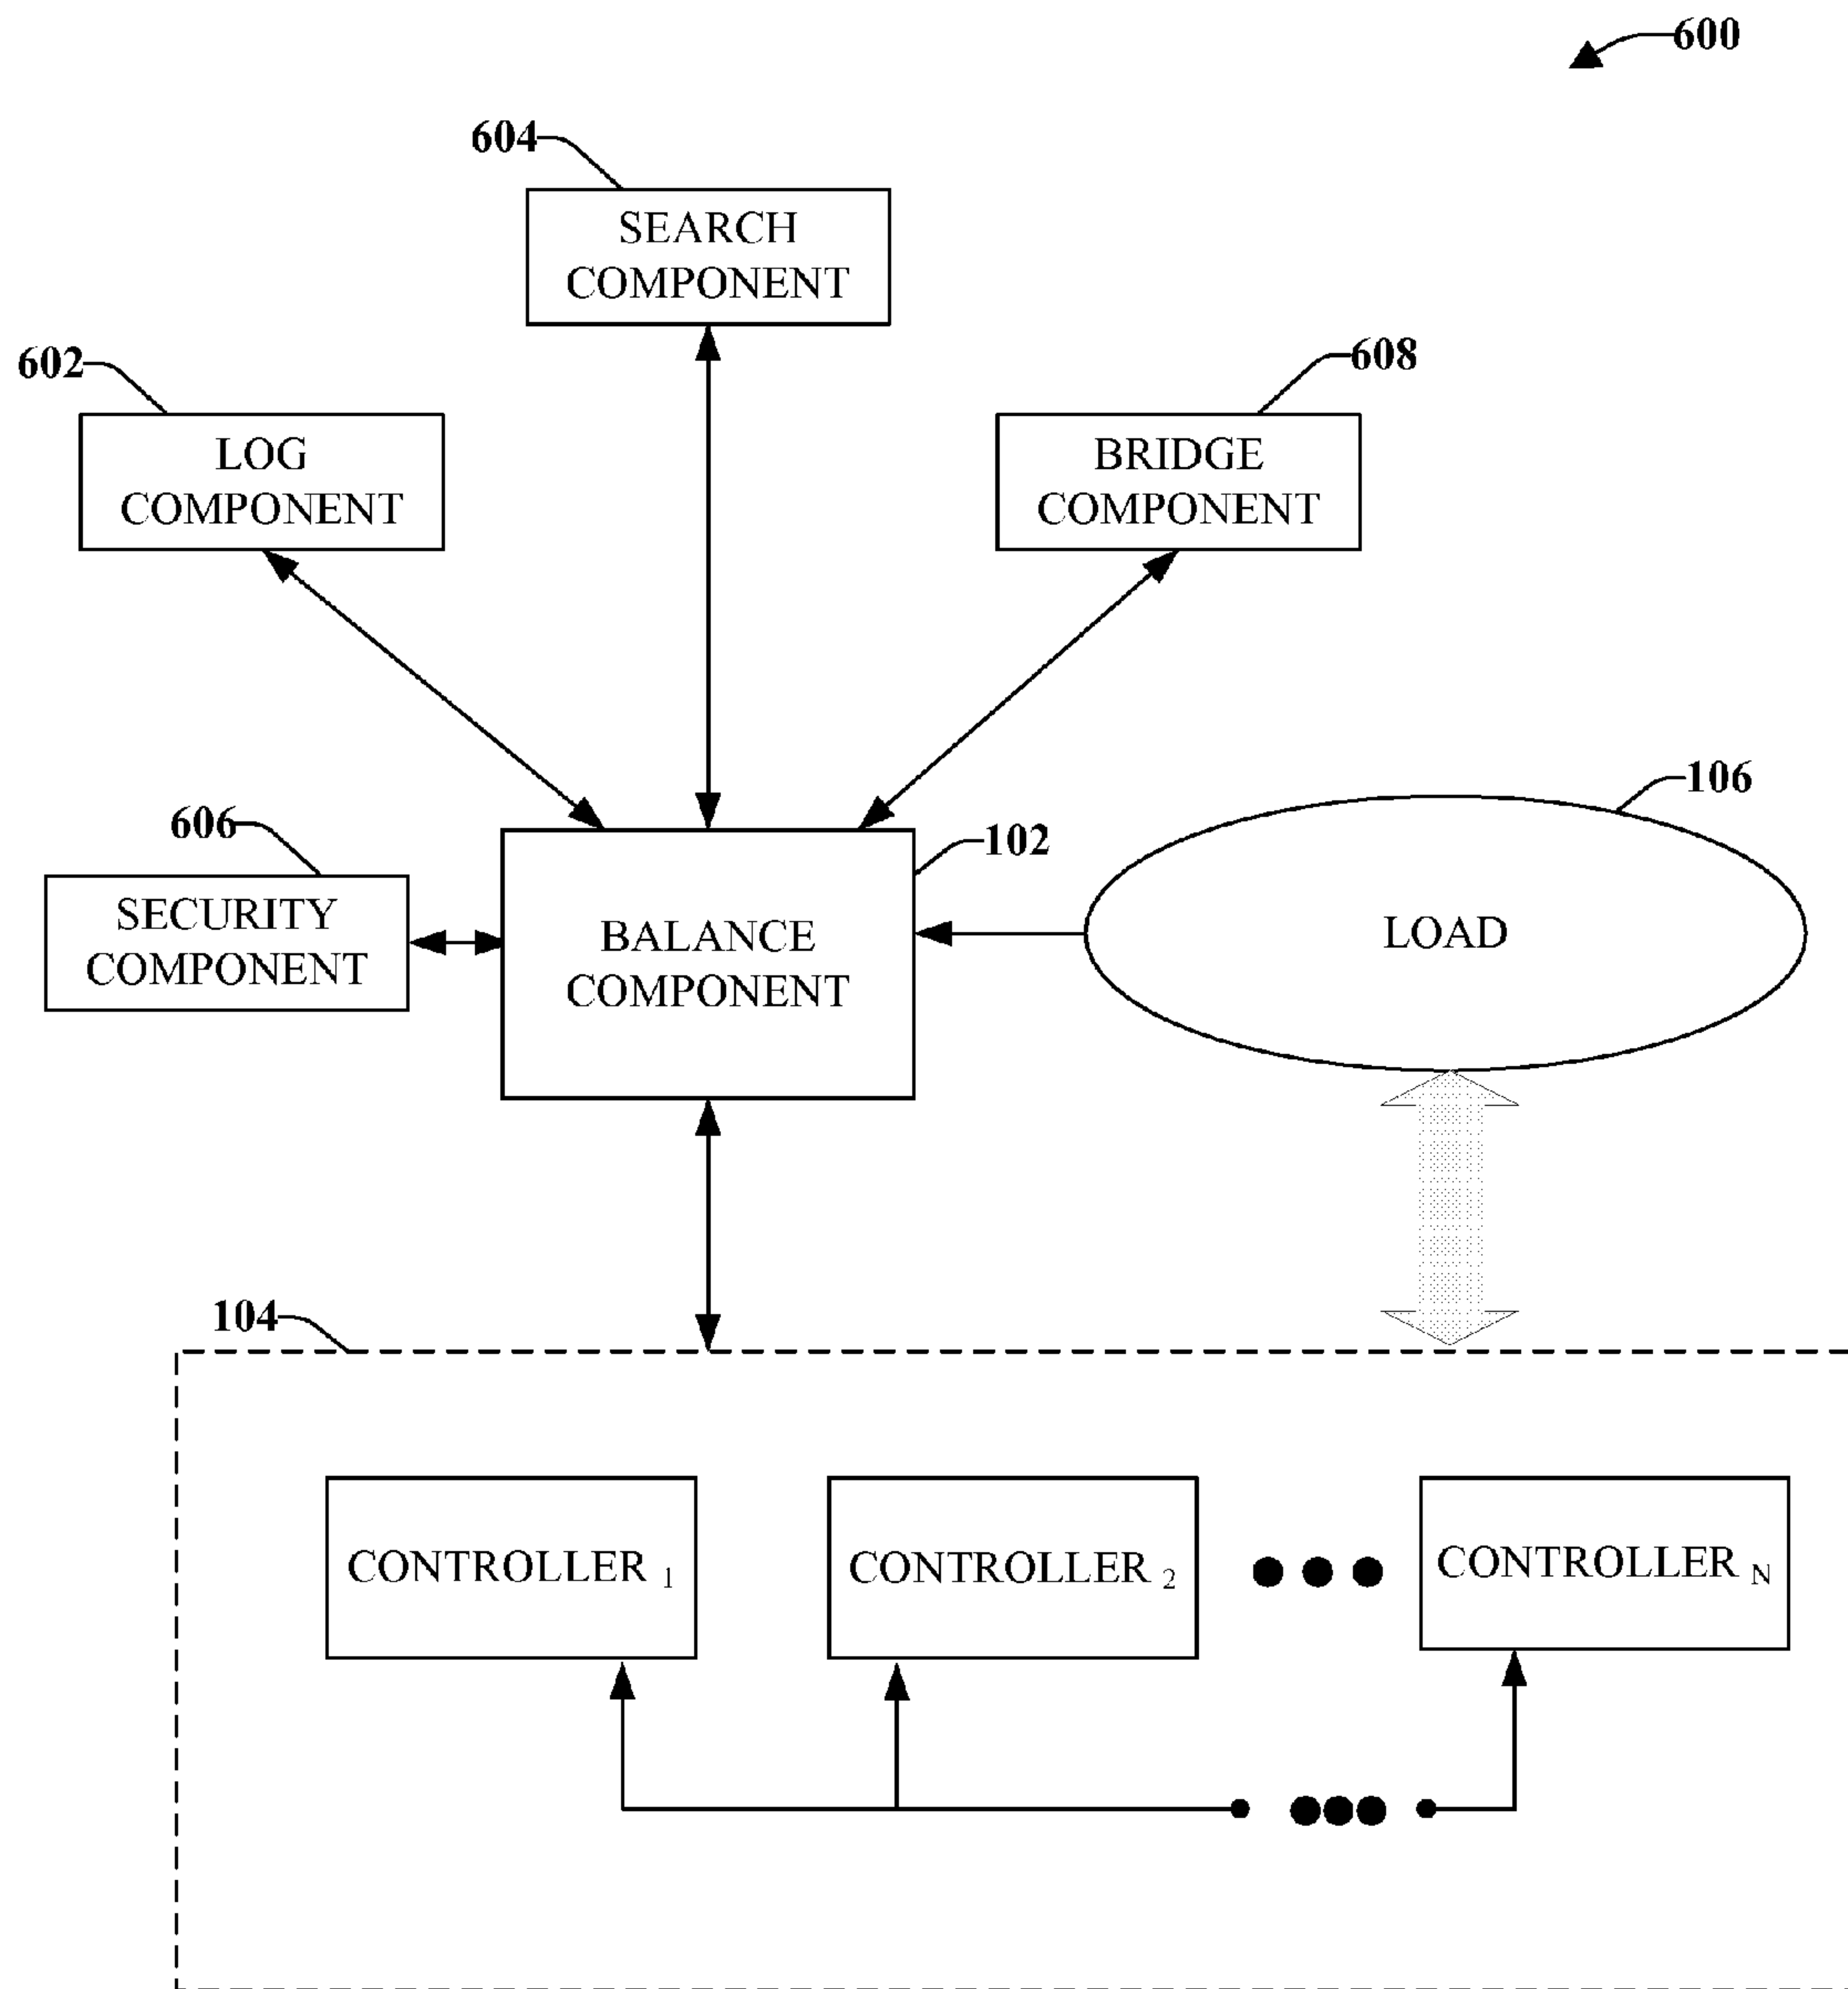 600
604
SEARCH
COMPONENT
602
608
LOG
COMPONENT
BRIDGE
COMPONENT
606
102
106
SECURITY
COMPONENT
BALANCE
COMPONENT
LOAD
104
CONTROLLER 1
CONTROLLER 2
CONTROLLER N